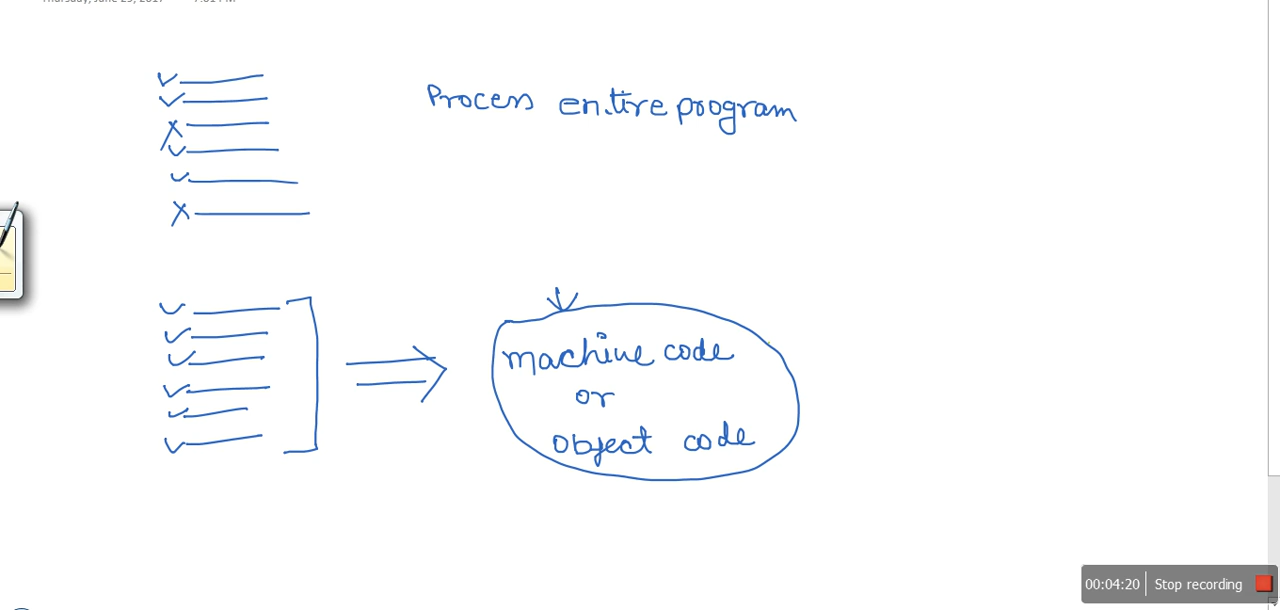 Process entire program
machine code
or
object code
00:04:20 Stop recording